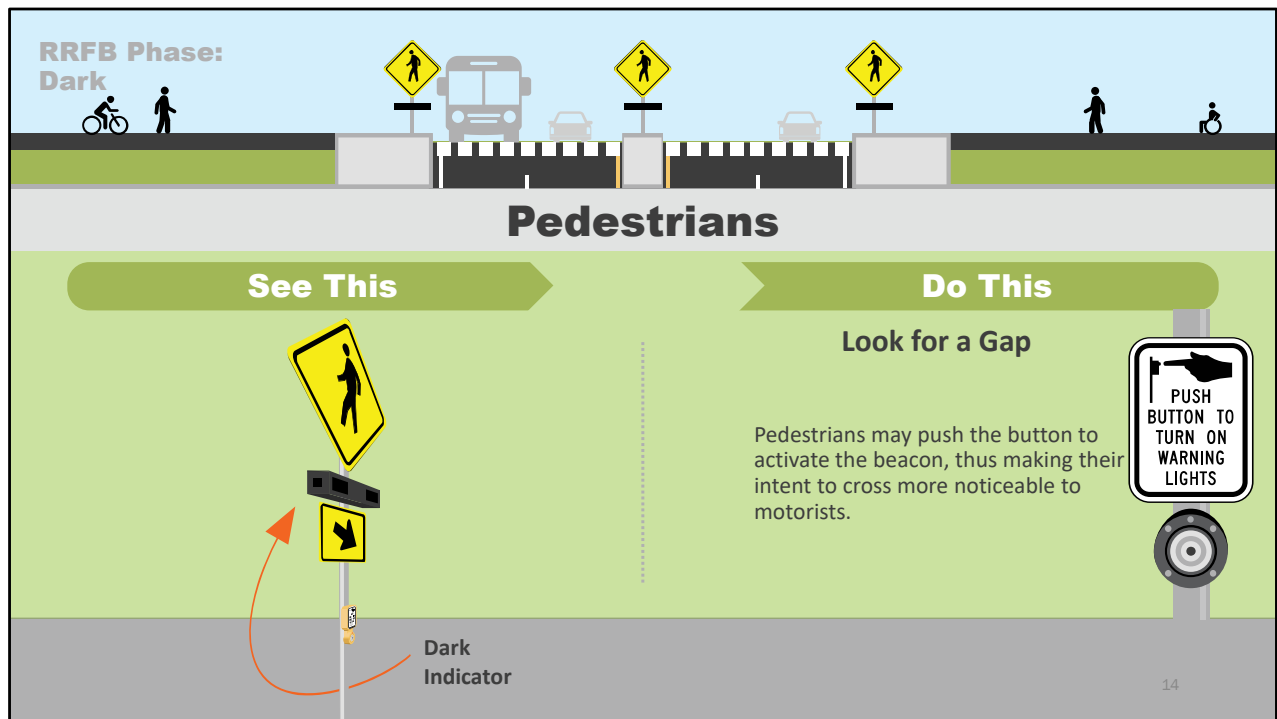 RRFB Phase:
Dark
Pedestrians
See This
Do This
Look for a Gap
Pedestrians may push the button to
activate the beacon, thus making their
intent to cross more noticeable to
motorists.
PUSH
BUTTON TO
TURN ON
WARNING
LIGHTS
Dark
Indicator
14